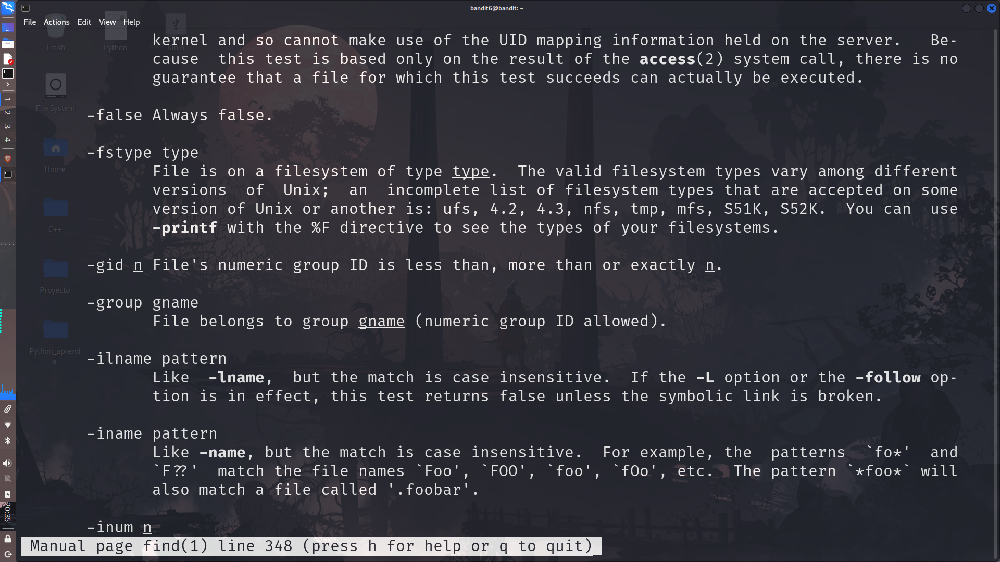 bandit6@bandit: ~
File Actions Edit View Help
Trash
Python
Kinlo
File System
Home
C++
Proyecto
Python_aprend
e
1
2
3
4
20:35
kernel and so cannot make use of the UID mapping information held on the server. Be-
cause this test is based only on the result of the access(2) system call, there is no
guarantee that a file for which this test succeeds can actually be executed.
-false Always false.
-fstype type
File is on a filesystem of type type. The valid filesystem types vary among different
versions of Unix; an incomplete list of filesystem types that are accepted on some
version of Unix or another is: ufs, 4.2, 4.3, nfs, tmp, mfs, S51K, S52K. You can use
-printf with the %F directive to see the types of your filesystems.
-gid n File's numeric group ID is less than, more than or exactly n.
-group gname
File belongs to group gname (numeric group ID allowed).
-ilname pattern
Like -lname, but the match is case insensitive. If the -L option or the -follow op-
tion is in effect, this test returns false unless the symbolic link is broken.
-iname pattern
Like -name, but the match is case insensitive. For example, the patterns `fo*' and
`F??' match the file names `Foo', `FOO', `foo', `fOo', etc. The pattern `*foo*` will
also match a file called '.foobar'.
-inum n
Manual page find(1) line 348 (press h for help or q to quit)